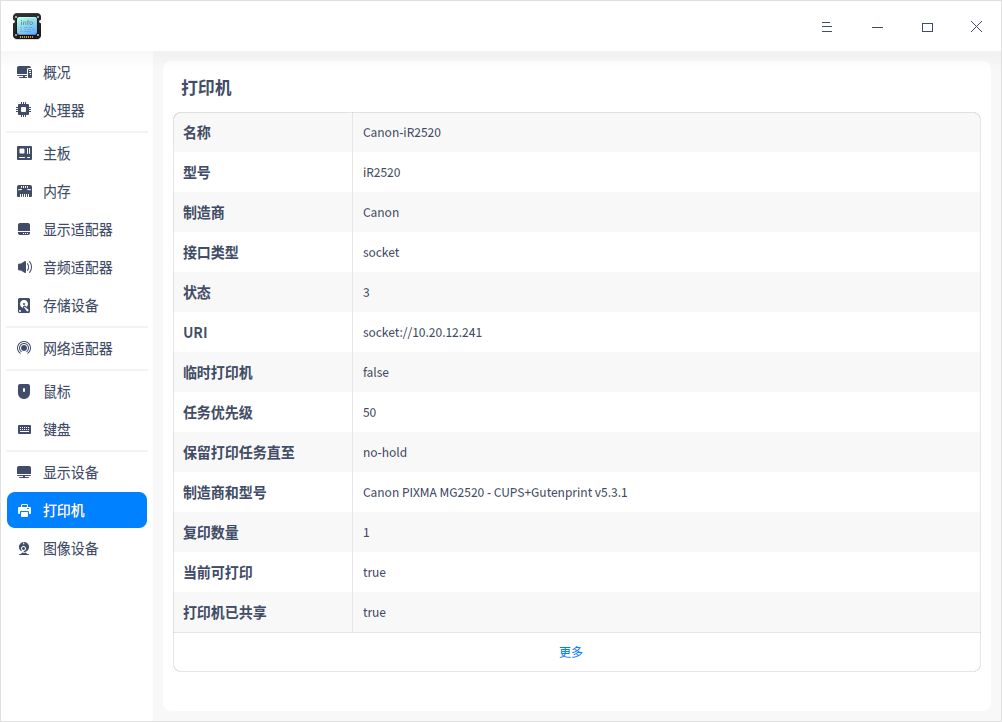 info
概况
处理器
主板
内存
显示适配器
音频适配器
存储设备
网络适配器
鼠标
键盘
显示设备
打印机
图像设备
打印机
名称 Canon-iR2520
型号 iR2520
制造商 Canon
接口类型 socket
状态 3
URI socket://10.20.12.241
临时打印机 false
任务优先级 50
保留打印任务直至 no-hold
制造商和型号 Canon PIXMA MG2520 - CUPS+Gutenprint v5.3.1
复印数量 1
当前可打印 true
打印机已共享 true
更多